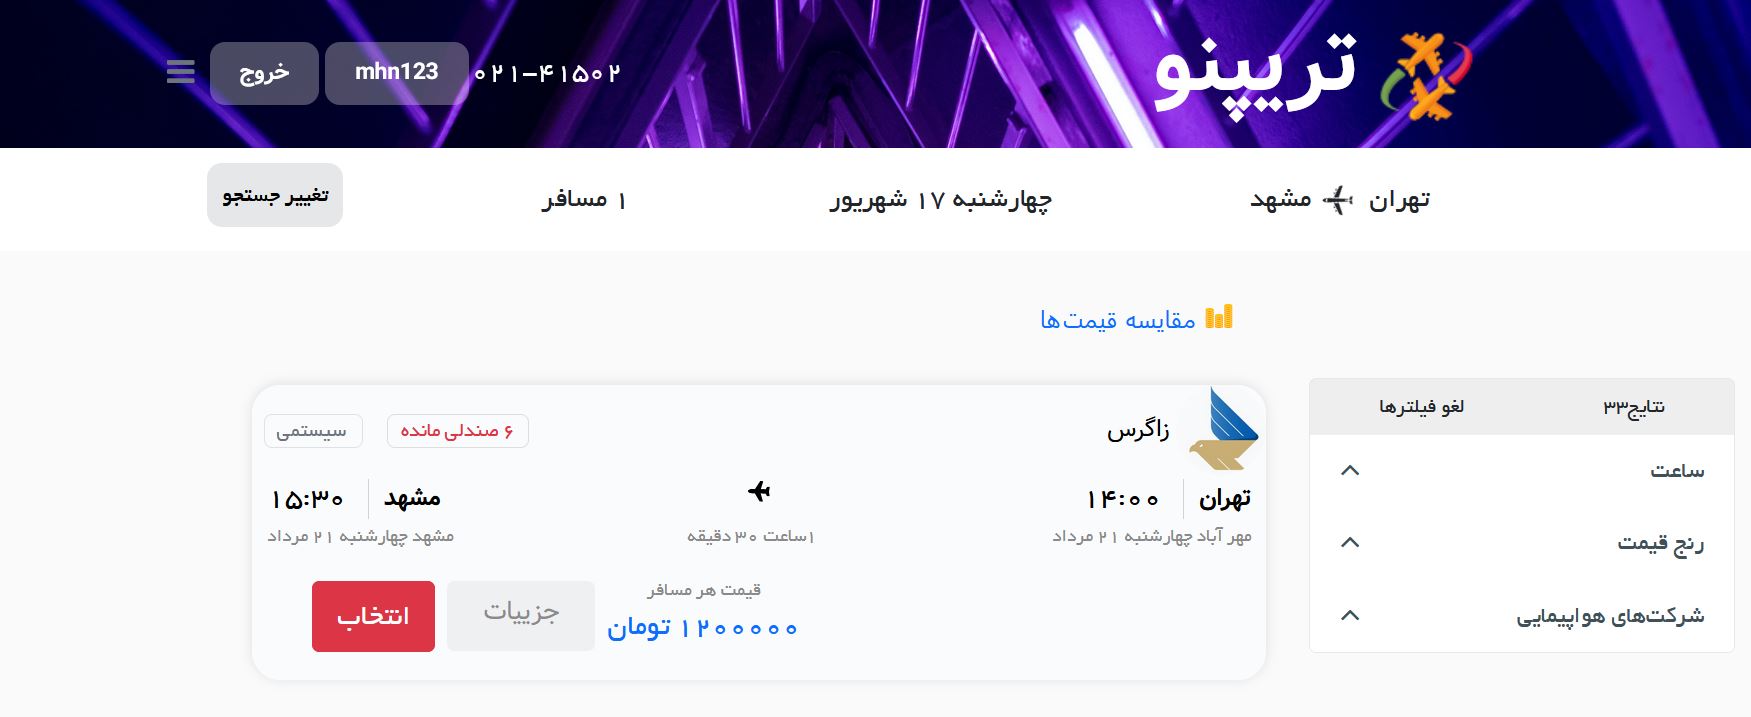 تریپنو
۰۲۱-۴۱۵۰۲
mhn123
خروج
تهران مشهد
چهارشنبه ۱۷ شهریور
۱ مسافر
تغییر جستجو
مقایسه قیمت‌ها
نتایج۳۳
لغو فیلترها
ساعت
رنج قیمت
شرکت‌های هواپیمایی
زاگرس
۶ صندلی مانده
سیستمی
تهران ۱۴:۰۰
مشهد ۱۵:۳۰
مهر آباد چهارشنبه ۲۱ مرداد
۱ساعت ۳۰دقیقه
مشهد چهارشنبه ۲۱ مرداد
قیمت هر مسافر
۱۲۰۰۰۰۰ تومان
جزییات
انتخاب